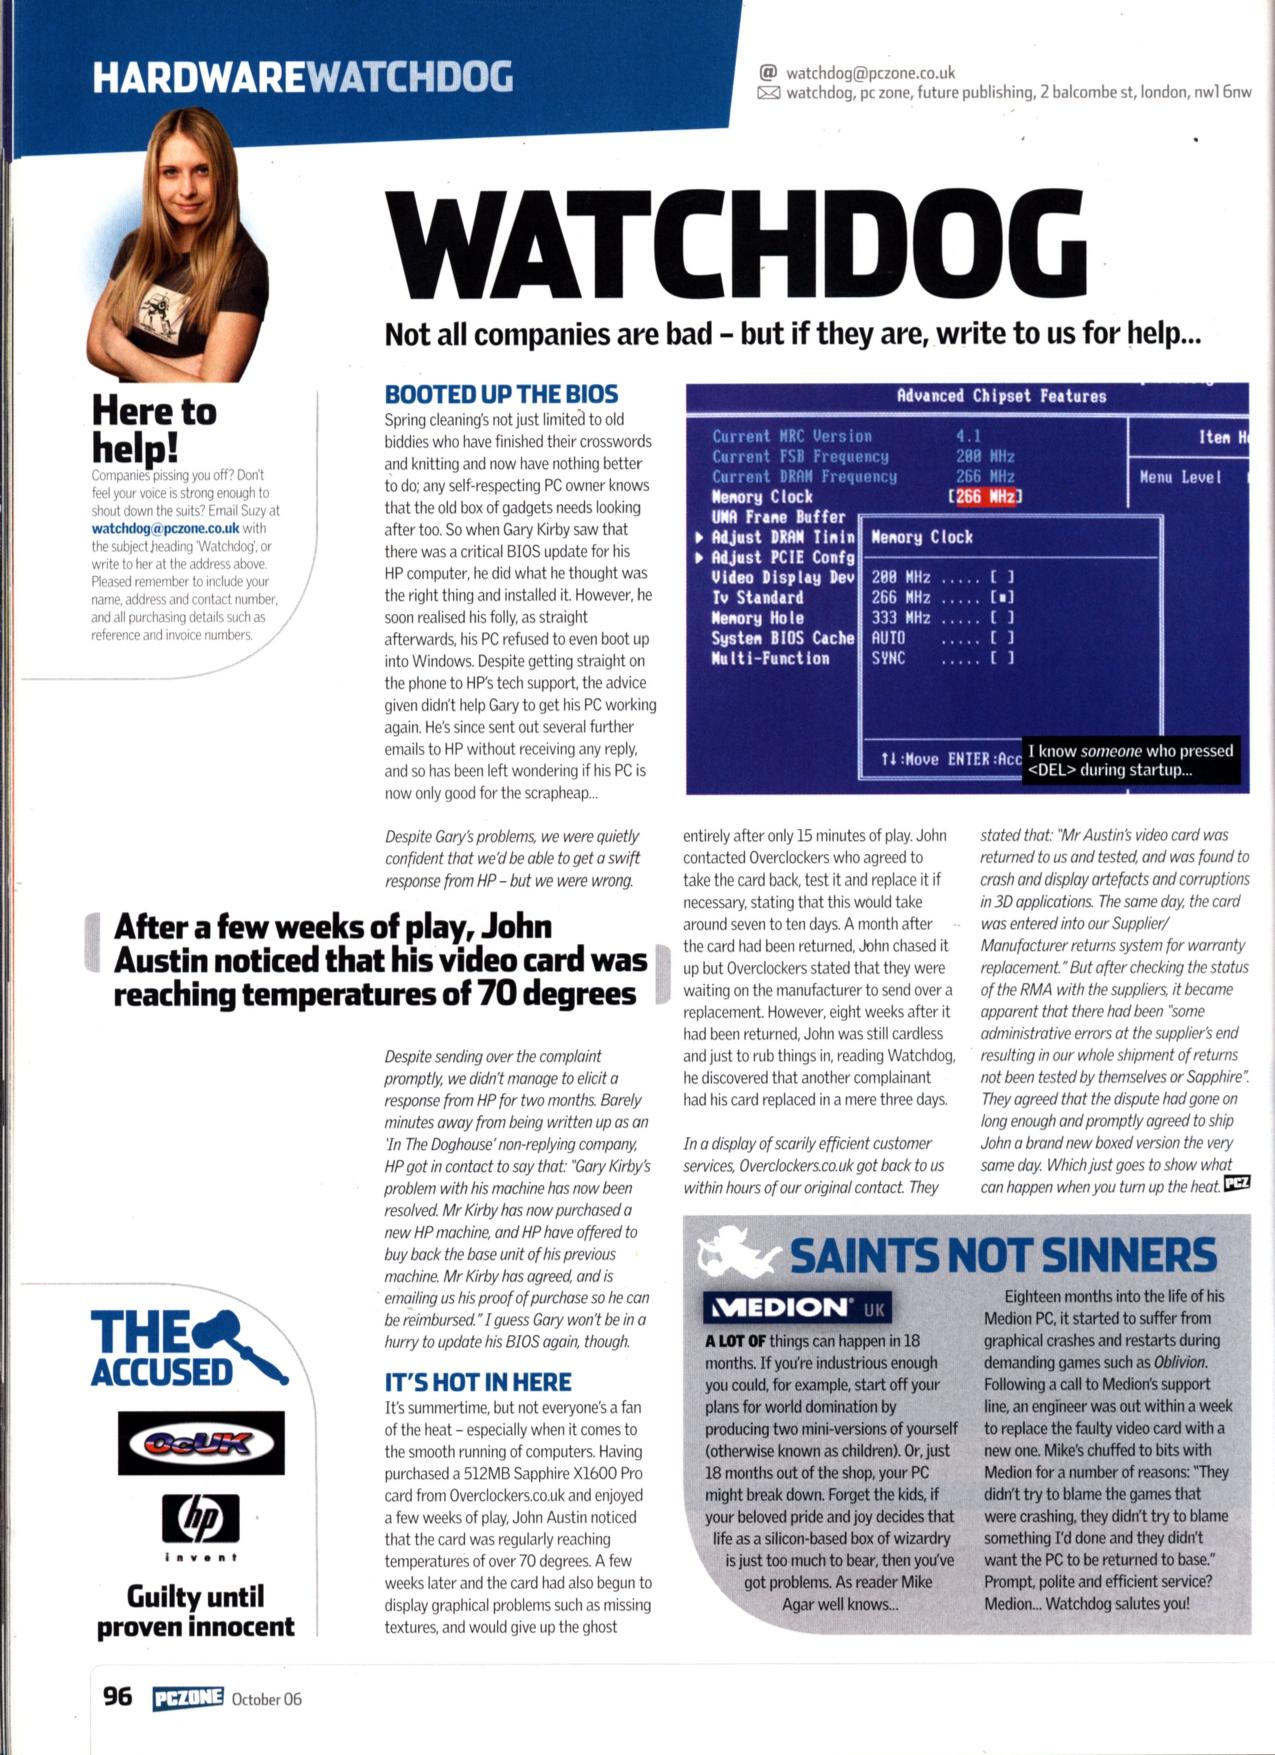 HARDWAREWATCHDOG
@ watchdog@pczone.co.uk
watchdog, pc zone, future publishing, 2 balcombe st, london, nw1 6nw
WATCHDOG
Not all companies are bad – but if they are, write to us for help...
Here to
help!
Companies pissing you off? Don't
feel your voice is strong enough to
shout down the suits? Email Suzy at
watchdog@pczone.co.uk with
the subject heading 'Watchdog', or
write to her at the address above.
Pleased remember to include your
name, address and contact number,
and all purchasing details such as
reference and invoice numbers.
BOOTED UP THE BIOS
Spring cleaning's not just limited to old
biddies who have finished their crosswords
and knitting and now have nothing better
to do; any self-respecting PC owner knows
that the old box of gadgets needs looking
after too. So when Gary Kirby saw that
there was a critical BIOS update for his
HP computer, he did what he thought was
the right thing and installed it. However, he
soon realised his folly, as straight
afterwards, his PC refused to even boot up
into Windows. Despite getting straight on
the phone to HP's tech support, the advice
given didn't help Gary to get his PC working
again. He's since sent out several further
emails to HP without receiving any reply,
and so has been left wondering if his PC is
now only good for the scrapheap...
Despite Gary's problems, we were quietly
confident that we'd be able to get a swift
response from HP – but we were wrong.
After a few weeks of play, John
Austin noticed that his video card was
reaching temperatures of 70 degrees
Despite sending over the complaint
promptly, we didn't manage to elicit a
response from HP for two months. Barely
minutes away from being written up as an
'In The Doghouse' non-replying company,
HP got in contact to say that: "Gary Kirby's
problem with his machine has now been
resolved. Mr Kirby has now purchased a
new HP machine, and HP have offered to
buy back the base unit of his previous
machine. Mr Kirby has agreed, and is
emailing us his proof of purchase so he can
be reimbursed." I guess Gary won't be in a
hurry to update his BIOS again, though.
IT'S HOT IN HERE
It's summertime, but not everyone's a fan
of the heat – especially when it comes to
the smooth running of computers. Having
purchased a 512MB Sapphire X1600 Pro
card from Overclockers.co.uk and enjoyed
a few weeks of play, John Austin noticed
that the card was regularly reaching
temperatures of over 70 degrees. A few
weeks later and the card had also begun to
display graphical problems such as missing
textures, and would give up the ghost
Advanced Chipset Features
Current MRC Version 4.1
Current FSB Frequency 200 MHz
Current DRAM Frequency 266 MHz
Memory Clock [266 MHz]
UMA Frame Buffer
Adjust DRAM Timin
Adjust PCIE Confg
Video Display Dev
Tv Standard
Memory Hole
System BIOS Cache
Multi-Function
Item H
Menu Level
Memory Clock
200 MHz ..... [ ]
266 MHz ..... [▪]
333 MHz ..... [ ]
AUTO ..... [ ]
SYNC ..... [ ]
↑↓:Move ENTER:Acc
I know someone who pressed
<DEL> during startup...
entirely after only 15 minutes of play. John
contacted Overclockers who agreed to
take the card back, test it and replace it if
necessary, stating that this would take
around seven to ten days. A month after
the card had been returned, John chased it
up but Overclockers stated that they were
waiting on the manufacturer to send over a
replacement. However, eight weeks after it
had been returned, John was still cardless
and just to rub things in, reading Watchdog,
he discovered that another complainant
had his card replaced in a mere three days.
In a display of scarily efficient customer
services, Overclockers.co.uk got back to us
within hours of our original contact. They
stated that: "Mr Austin's video card was
returned to us and tested, and was found to
crash and display artefacts and corruptions
in 3D applications. The same day, the card
was entered into our Supplier/
Manufacturer returns system for warranty
replacement." But after checking the status
of the RMA with the suppliers, it became
apparent that there had been "some
administrative errors at the supplier's end
resulting in our whole shipment of returns
not been tested by themselves or Sapphire".
They agreed that the dispute had gone on
long enough and promptly agreed to ship
John a brand new boxed version the very
same day. Which just goes to show what
can happen when you turn up the heat. PCZ
SAINTS NOT SINNERS
MEDION UK
A LOT OF things can happen in 18
months. If you're industrious enough
you could, for example, start off your
plans for world domination by
producing two mini-versions of yourself
(otherwise known as children). Or, just
18 months out of the shop, your PC
might break down. Forget the kids, if
your beloved pride and joy decides that
life as a silicon-based box of wizardry
is just too much to bear, then you've
got problems. As reader Mike
Agar well knows...
Eighteen months into the life of his
Medion PC, it started to suffer from
graphical crashes and restarts during
demanding games such as Oblivion.
Following a call to Medion's support
line, an engineer was out within a week
to replace the faulty video card with a
new one. Mike's chuffed to bits with
Medion for a number of reasons: "They
didn't try to blame the games that
were crashing, they didn't try to blame
something I'd done and they didn't
want the PC to be returned to base."
Prompt, polite and efficient service?
Medion... Watchdog salutes you!
THE
ACCUSED
OcUK
hp
invent
Guilty until
proven innocent
96 PCZONE October 06